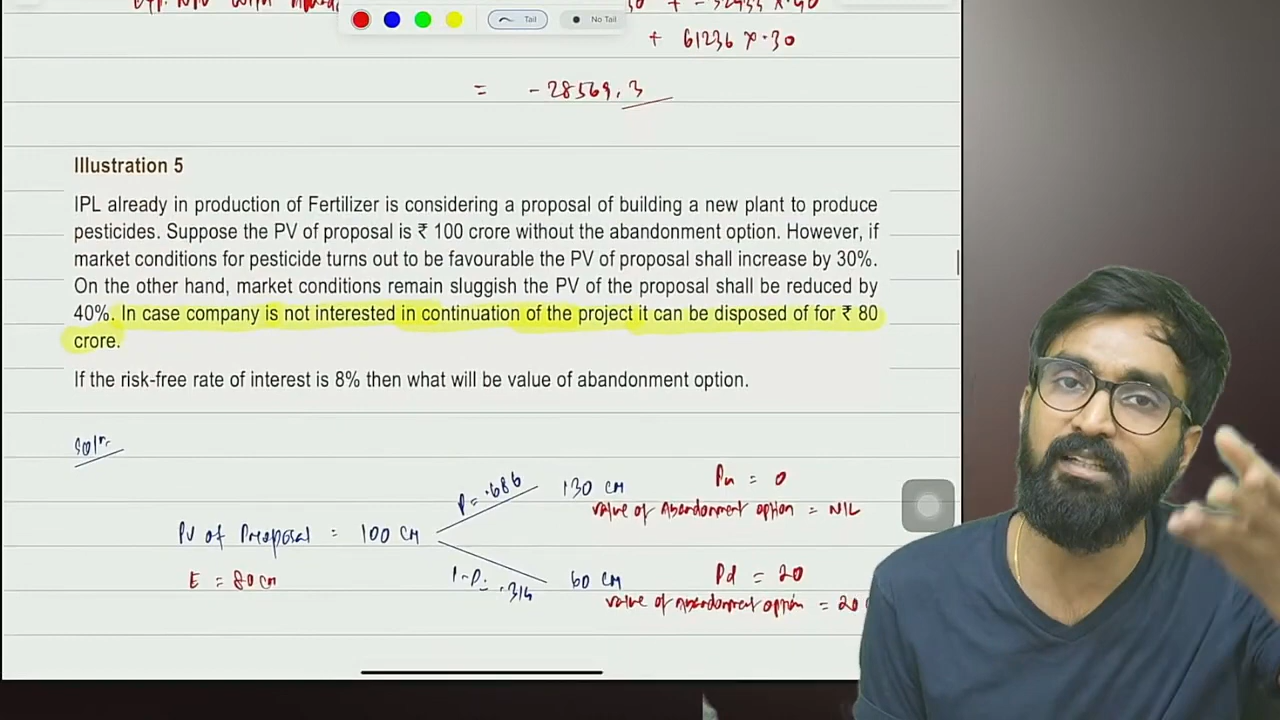 + -32433 x.40
Tail
No Tail
+ 61236 x.30
= -28569.3
Illustration 5
IPL already in production of Fertilizer is considering a proposal of building a new plant to produce
pesticides. Suppose the PV of proposal is ₹ 100 crore without the abandonment option. However, if
market conditions for pesticide turns out to be favourable the PV of proposal shall increase by 30%.
On the other hand, market conditions remain sluggish the PV of the proposal shall be reduced by
40%. In case company is not interested in continuation of the project it can be disposed of for ₹ 80
crore.
If the risk-free rate of interest is 8% then what will be value of abandonment option.
Soln.
P = .686 130 cr Pu = 0
value of Abandonment option = NIL
PV of Proposal = 100 cr
E = 80 cr 1-P = .314 60 cr Pd = 20
value of Abandonment option = 20